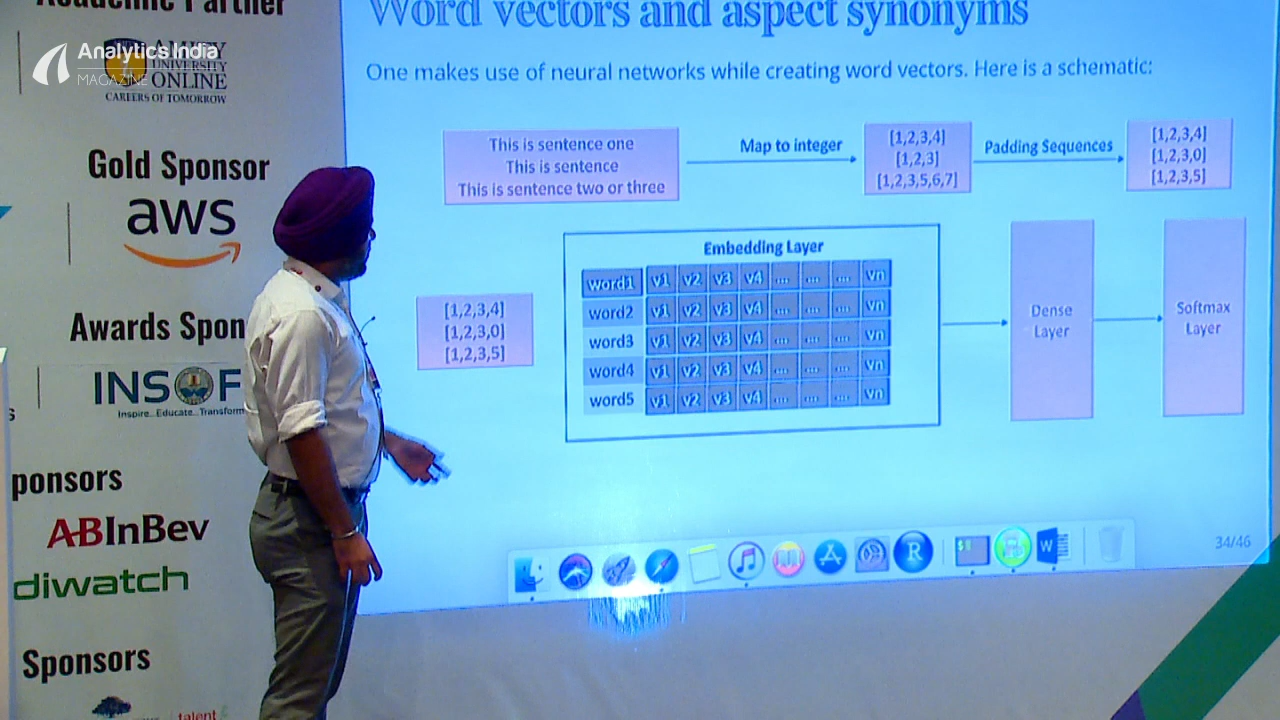 Academic Partner
Analytics India
MAGAZINE
AMITY
UNIVERSITY
ONLINE
CAREERS OF TOMORROW
Gold Sponsor
aws
Awards Spon
INSOF
Inspire...Educate...Transform
ponsors
ABInBev
diwatch
Sponsors
talent
Word vectors and aspect synonyms
One makes use of neural networks while creating word vectors. Here is a schematic:
This is sentence one
This is sentence
This is sentence two or three
Map to integer
[1,2,3,4]
[1,2,3]
[1,2,3,5,6,7]
Padding Sequences
[1,2,3,4]
[1,2,3,0]
[1,2,3,5]
[1,2,3,4]
[1,2,3,0]
[1,2,3,5]
Embedding Layer
word1 v1 v2 v3 v4 ... ... ... vn
word2 v1 v2 v3 v4 ... ... ... vn
word3 v1 v2 v3 v4 ... ... ... vn
word4 v1 v2 v3 v4 ... ... ... vn
word5 v1 v2 v3 v4 ... ... ... vn
Dense
Layer
Softmax
Layer
R
W
34/46